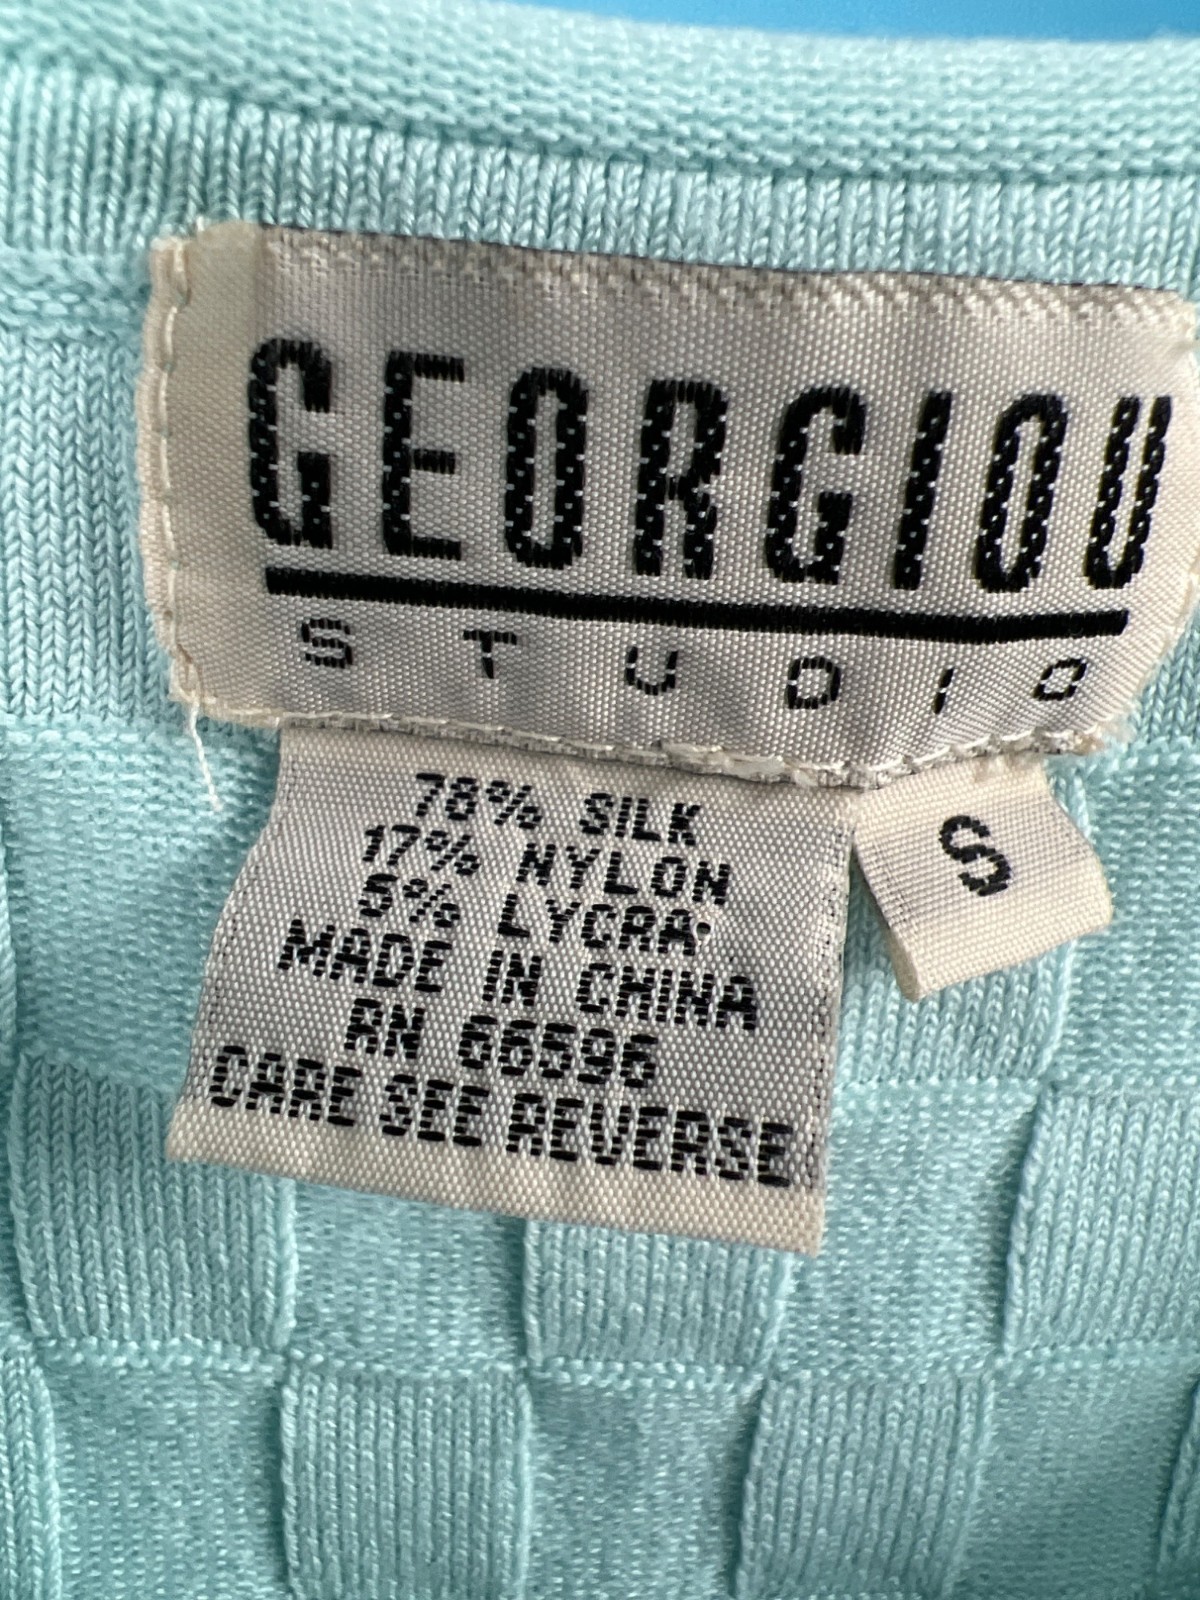 GEORGIOU
STUDIO
78% SILK
17% NYLON
5% LYCRA
MADE IN CHINA
RN 66596
CARE SEE REVERSE
S